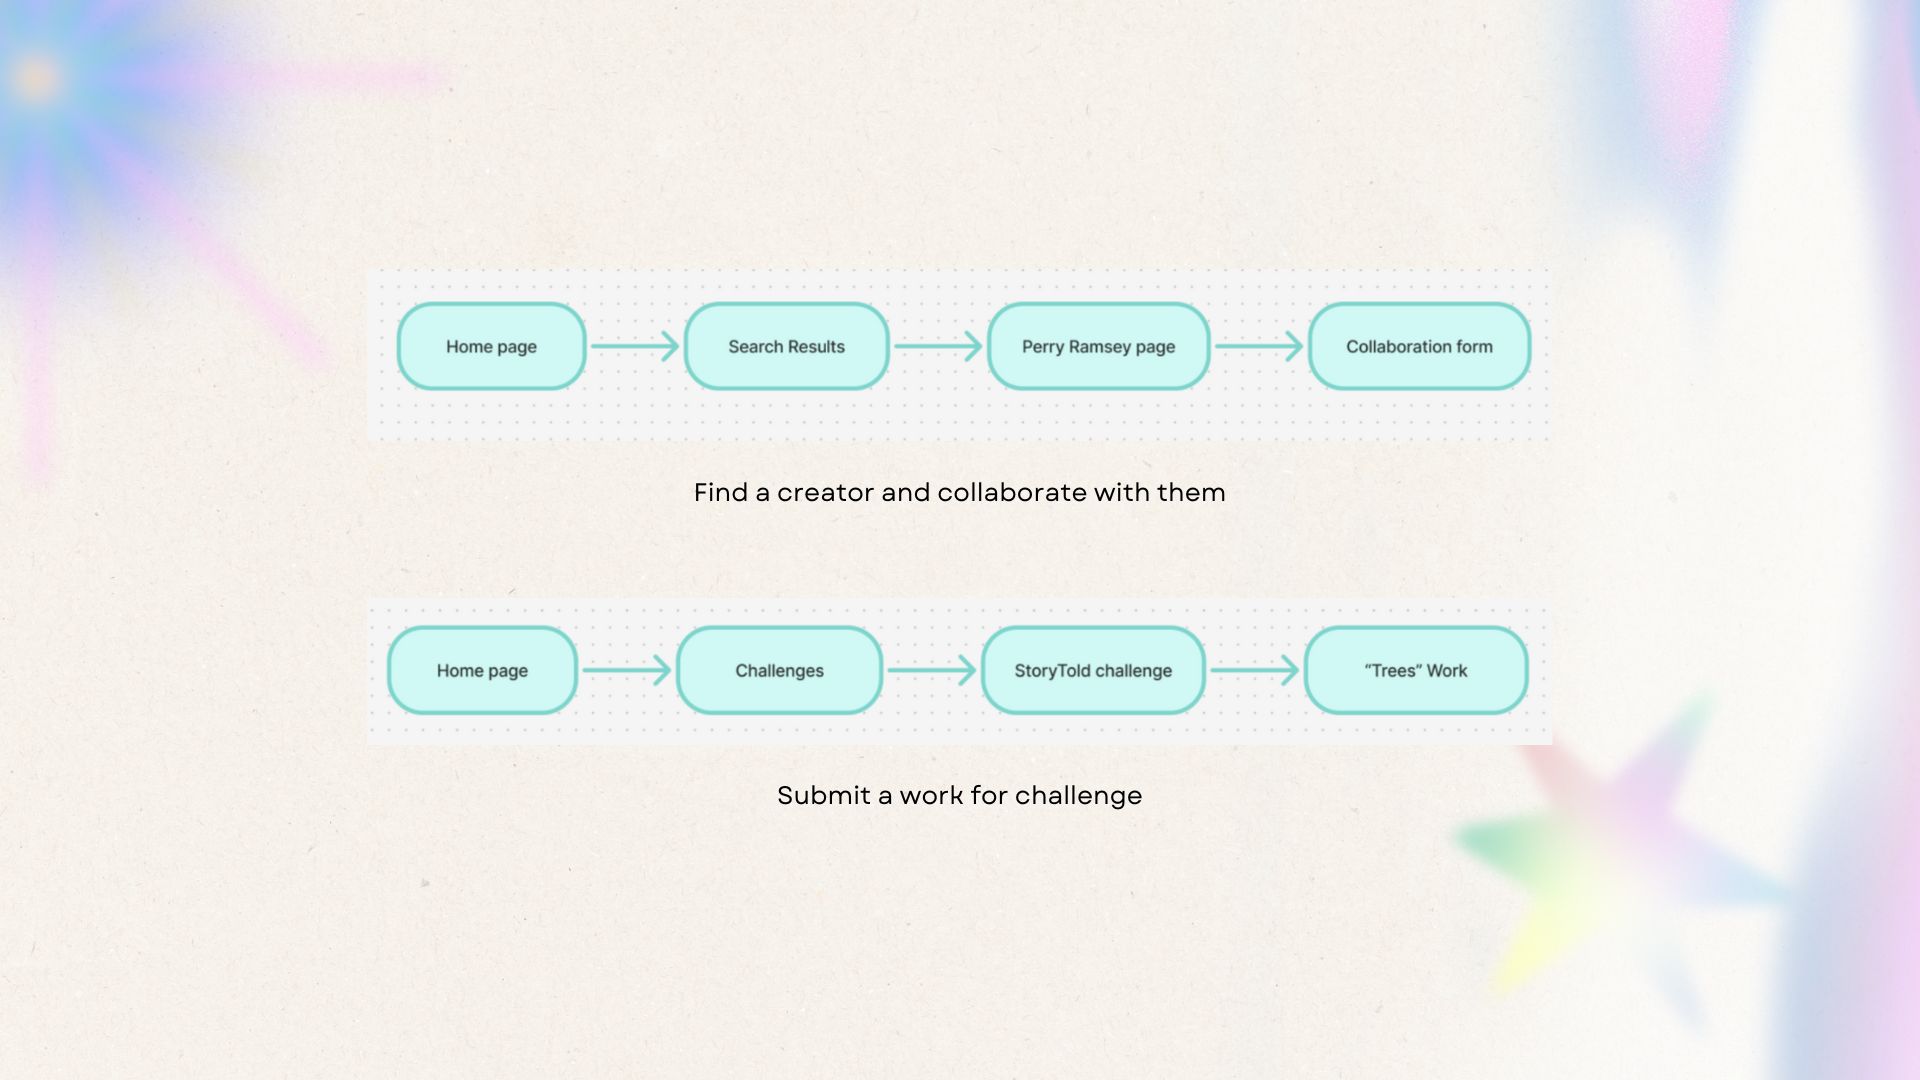 Home page
Search Results
Perry Ramsey page
Collaboration form
Find a creator and collaborate with them
Home page
Challenges
StoryTold challenge
“Trees” Work
Submit a work for challenge